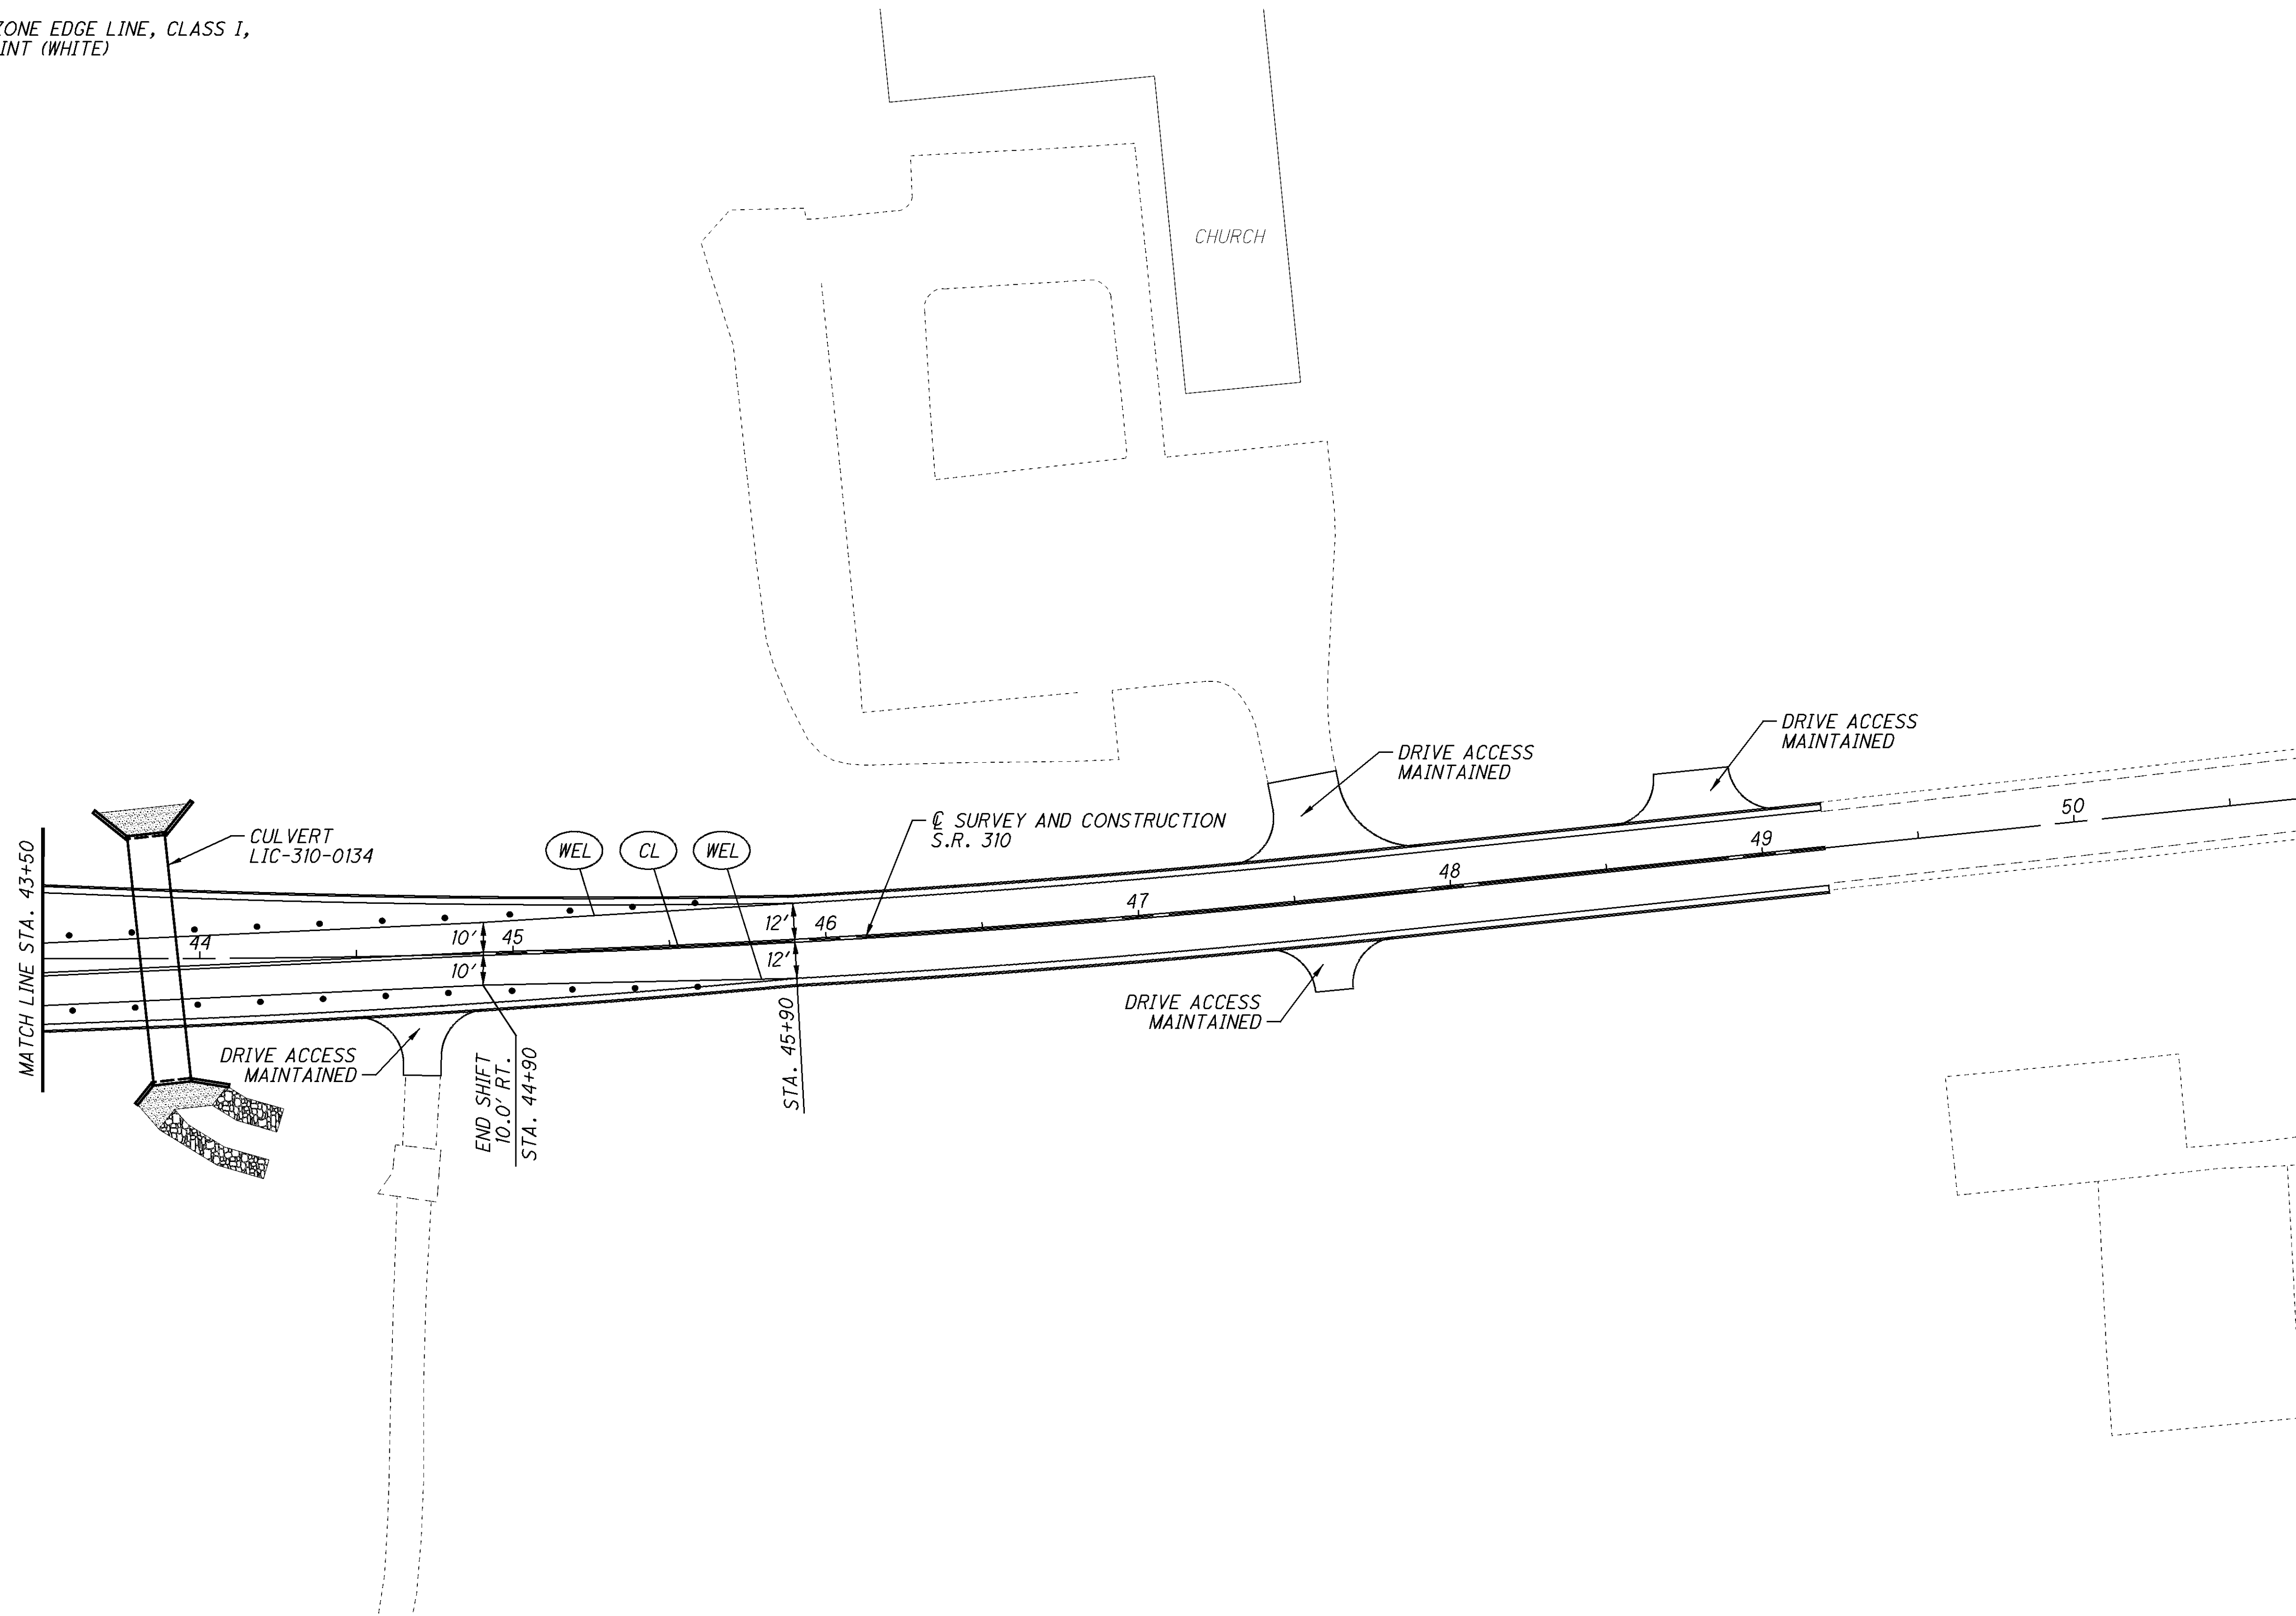 ZONE EDGE LINE, CLASS I,
INT (WHITE)
CHURCH
DRIVE ACCESS
MAINTAINED
DRIVE ACCESS
MAINTAINED
℄ SURVEY AND CONSTRUCTION
S.R. 310
CULVERT
LIC-310-0134
WEL
CL
WEL
MATCH LINE STA. 43+50
44
45
46
47
48
49
50
10'
10'
12'
12'
DRIVE ACCESS
MAINTAINED
END SHIFT
10.0' RT.
STA. 44+90
STA. 45+90
DRIVE ACCESS
MAINTAINED